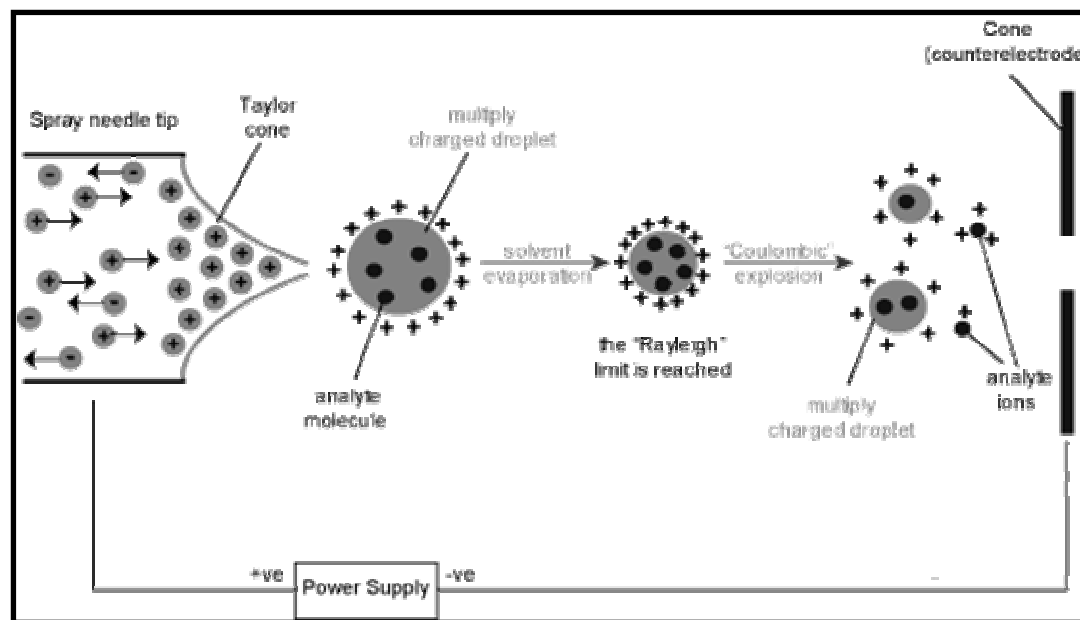 Cone
(counterelectrode
Spray needle tip
Taylor
cone
multiply
charged droplet
solvent
evaporation
"Coulombic"
explosion
the "Rayleigh"
limit is reached
analyte
molecule
multiply
charged droplet
analyte
ions
+ve
Power Supply
-ve